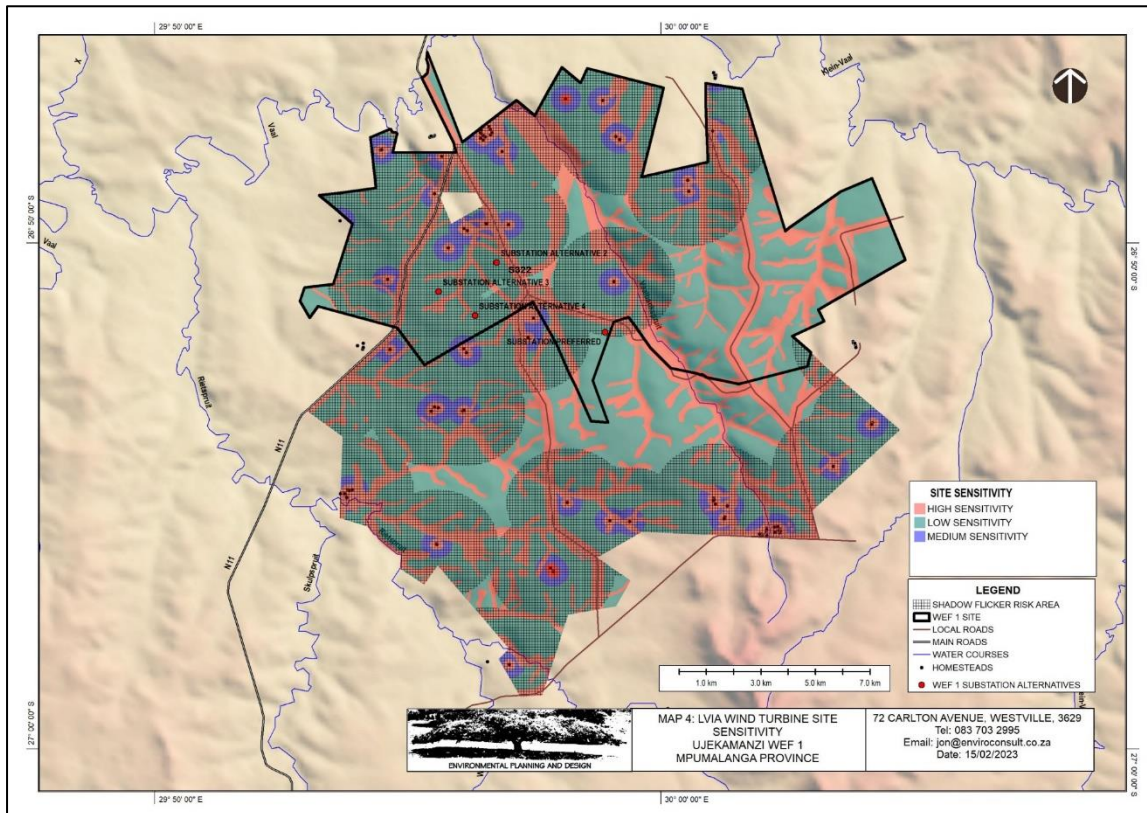 29° 50' 00" E
30° 00' 00" E
X
Vaal
Klein-Vaal
26° 50' 00" S
26° 50' 00" S
Vaal
SUBSTATION ALTERNATIVE 2
S322
SUBSTATION ALTERNATIVE 3
SUBSTATION ALTERNATIVE 4
SUBSTATION PREFERRED
Rietspruit
N11
N11
Skulpspruit
SITE SENSITIVITY
HIGH SENSITIVITY
LOW SENSITIVITY
MEDIUM SENSITIVITY
LEGEND
SHADOW FLICKER RISK AREA
WEF 1 SITE
LOCAL ROADS
MAIN ROADS
WATER COURSES
HOMESTEADS
WEF 1 SUBSTATION ALTERNATIVES
1.0 km 3.0 km 5.0 km 7.0 km
27° 00' 00" S
27° 00' 00" S
ENVIRONMENTAL PLANNING AND DESIGN
MAP 4: LVIA WIND TURBINE SITE
SENSITIVITY
UJEKAMANZI WEF 1
MPUMALANGA PROVINCE
72 CARLTON AVENUE, WESTVILLE, 3629
Tel: 083 703 2995
Email: jon@enviroconsult.co.za
Date: 15/02/2023
29° 50' 00" E
30° 00' 00" E